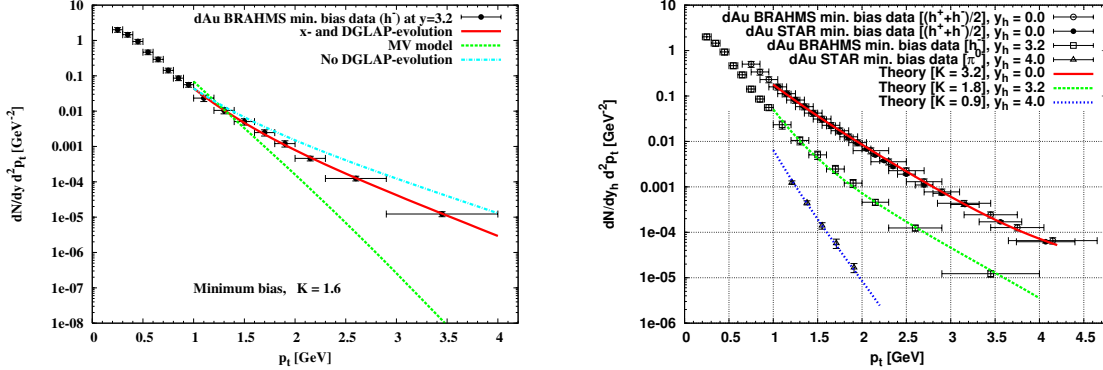 dAu BRAHMS min. bias data (h⁻) at y=3.2
x- and DGLAP-evolution
MV model
No DGLAP-evolution
dN/dy d²pₜ [GeV⁻²]
10
1
0.1
0.01
0.001
1e-04
1e-05
1e-06
1e-07
1e-08
Minimum bias, K = 1.6
0 0.5 1 1.5 2 2.5 3 3.5 4
pₜ [GeV]
dAu BRAHMS min. bias data [(h⁺+h⁻)/2], yₕ = 0.0
dAu STAR min. bias data [(h⁺+h⁻)/2], yₕ = 0.0
dAu BRAHMS min. bias data [h⁻], yₕ = 3.2
dAu STAR min. bias data [π⁰], yₕ = 4.0
Theory [K = 3.2], yₕ = 0.0
Theory [K = 1.8], yₕ = 3.2
Theory [K = 0.9], yₕ = 4.0
dN/dyₕ d²pₜ [GeV⁻²]
10
1
0.1
0.01
0.001
1e-04
1e-05
1e-06
0 0.5 1 1.5 2 2.5 3 3.5 4 4.5
pₜ [GeV]